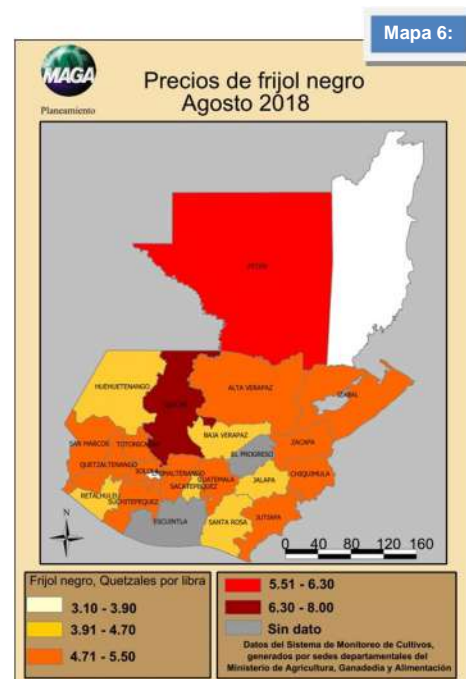 Mapa 6:
MAGA
Planeamiento
Precios de frijol negro
Agosto 2018
PETEN
HUEHUETENANGO
QUICHE
ALTA VERAPAZ
IZABAL
BAJA VERAPAZ
SAN MARCOS
TOTONICAPAN
EL PROGRESO
ZACAPA
QUETZALTENANGO
SOLOLA
CHIMALTENANGO
GUATEMALA
SACATEPEQUEZ
JALAPA
CHIQUIMULA
RETALHULEU
SUCHITEPEQUEZ
ESCUINTLA
SANTA ROSA
JUTIAPA
N
0 40 80 120 160
Frijol negro, Quetzales por libra
3.10 - 3.90
3.91 - 4.70
4.71 - 5.50
5.51 - 6.30
6.30 - 8.00
Sin dato
Datos del Sistema de Monitoreo de Cultivos,
generados por sedes departamentales del
Ministerio de Agricultura, Ganadedia y Alimentación